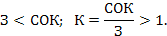 З < СОК;  К = СОК/З > 1.